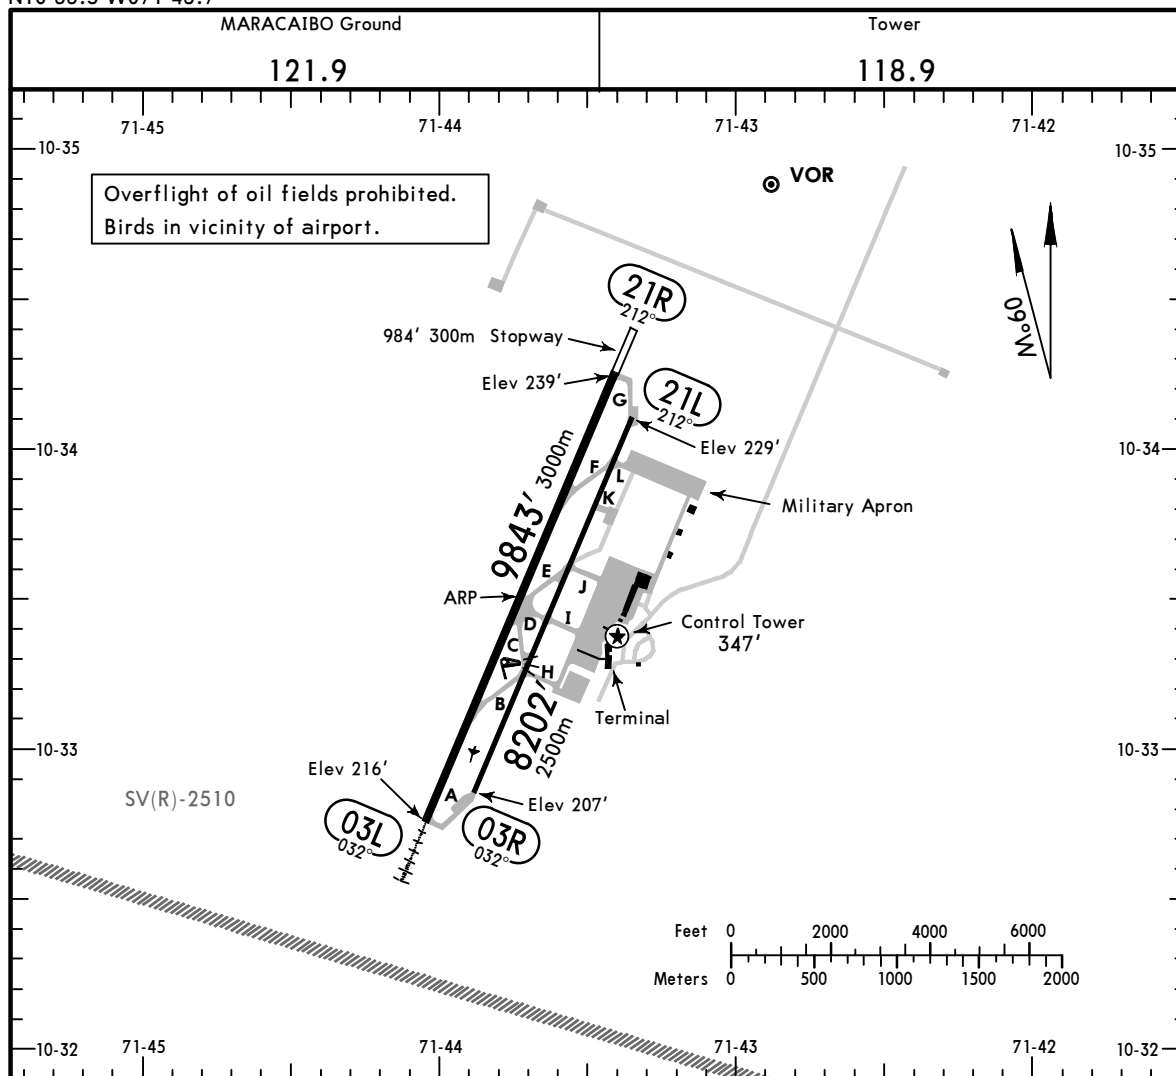 MARACAIBO Ground
121.9
Tower
118.9
71-45
71-44
71-43
71-42
10-35
10-35
VOR
Overflight of oil fields prohibited.
Birds in vicinity of airport.
21R
212°
984' 300m Stopway
Elev 239'
G
21L
212°
09°W
10-34
Elev 229'
10-34
F
L
K
Military Apron
9843' 3000m
E
J
ARP
D
I
Control Tower
347'
C
H
B
Terminal
8202'
2500m
10-33
10-33
Elev 216'
SV(R)-2510
A
Elev 207'
03L
032°
03R
032°
Feet 0 2000 4000 6000
Meters 0 500 1000 1500 2000
10-32
71-45
71-44
71-43
71-42
10-32